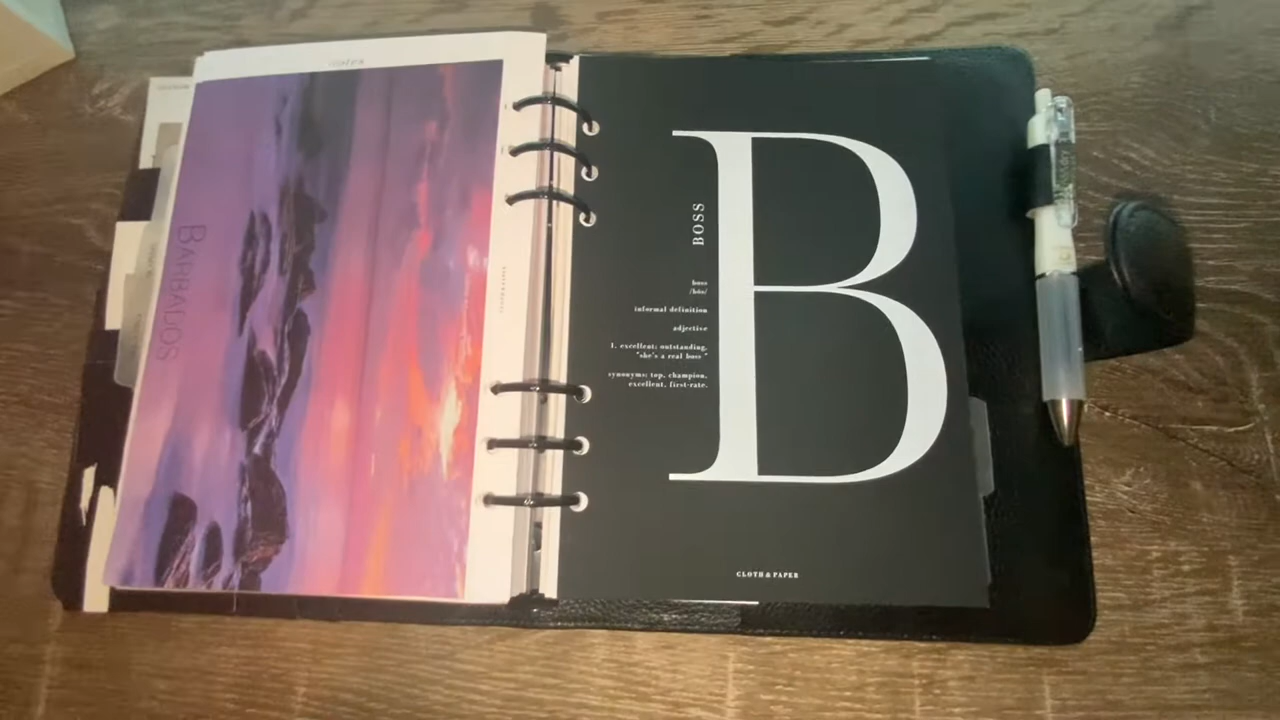 BARBADOS
B
BOSS
boss
/bôs/
informal definition
adjective
1. excellent; outstanding.
"she's a real boss"
synonyms: top, champion,
excellent, first-rate.
CLOTH & PAPER